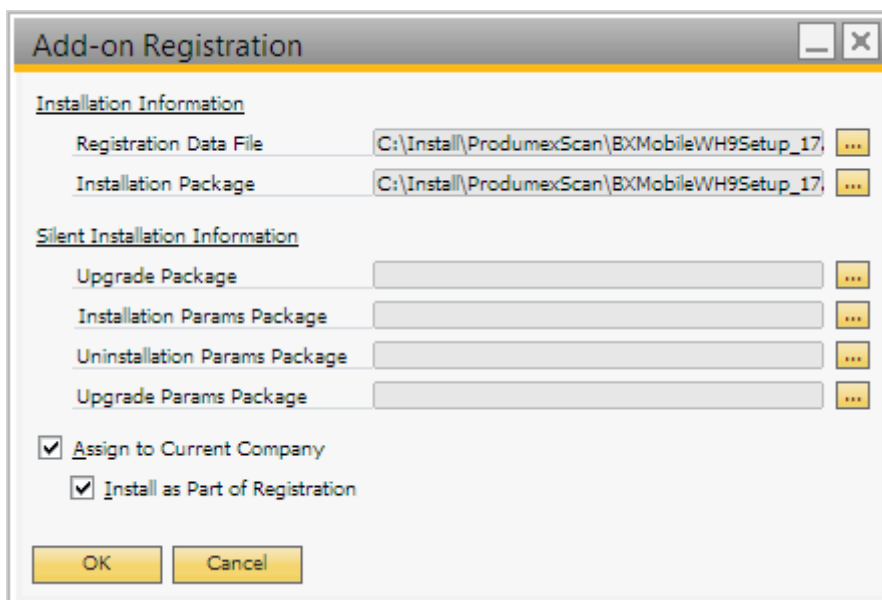 Add-on Registration
Installation Information
Registration Data File C:\Install\ProdumexScan\BXMobileWH9Setup_17. ...
Installation Package C:\Install\ProdumexScan\BXMobileWH9Setup_17. ...
Silent Installation Information
Upgrade Package ...
Installation Params Package ...
Uninstallation Params Package ...
Upgrade Params Package ...
Assign to Current Company
Install as Part of Registration
OK Cancel